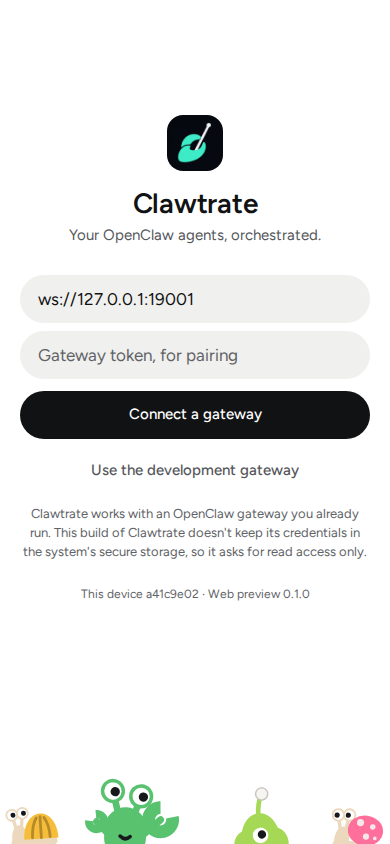 Clawtrate
Your OpenClaw agents, orchestrated.
ws://127.0.0.1:19001
Gateway token, for pairing
Connect a gateway
Use the development gateway
Clawtrate works with an OpenClaw gateway you already
run. This build of Clawtrate doesn't keep its credentials in
the system's secure storage, so it asks for read access only.
This device a41c9e02 · Web preview 0.1.0